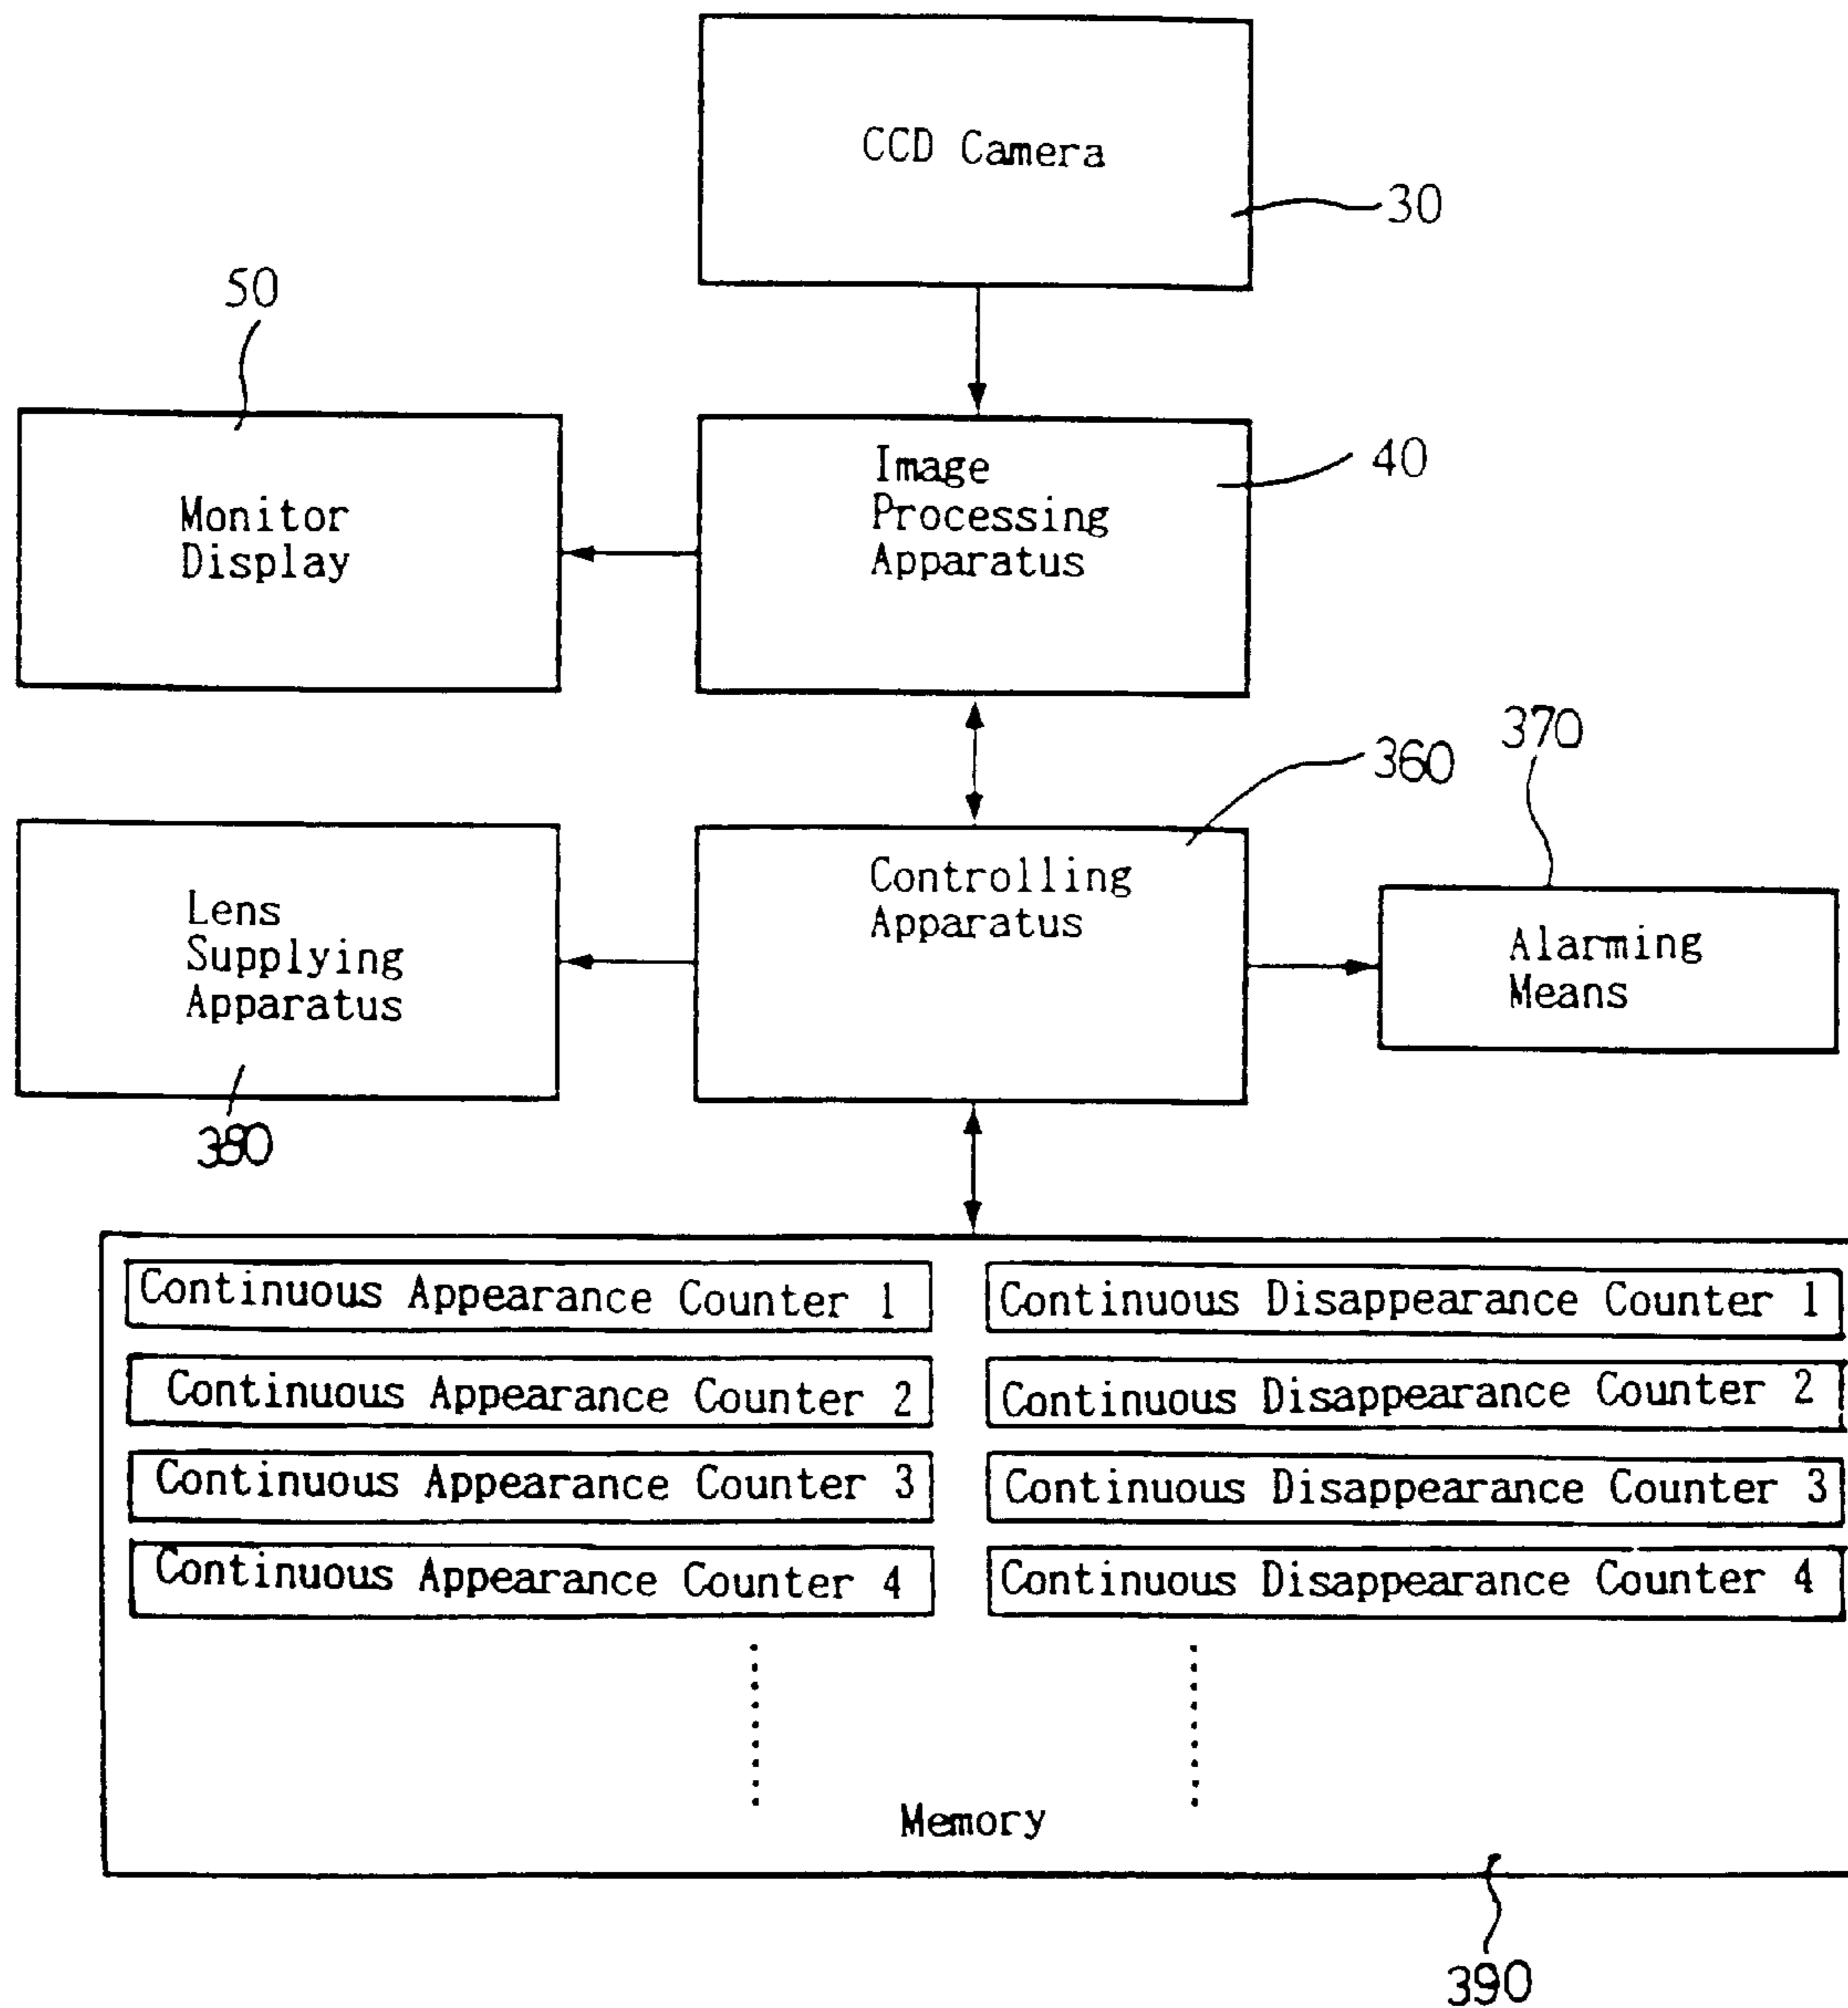 CCD Camera
30
50
Monitor
Display
Image
Processing
Apparatus
40
360
370
Lens
Supplying
Apparatus
380
Controlling
Apparatus
Alarming
Means
Continuous Appearance Counter 1
Continuous Disappearance Counter 1
Continuous Appearance Counter 2
Continuous Disappearance Counter 2
Continuous Appearance Counter 3
Continuous Disappearance Counter 3
Continuous Appearance Counter 4
Continuous Disappearance Counter 4
Memory
390